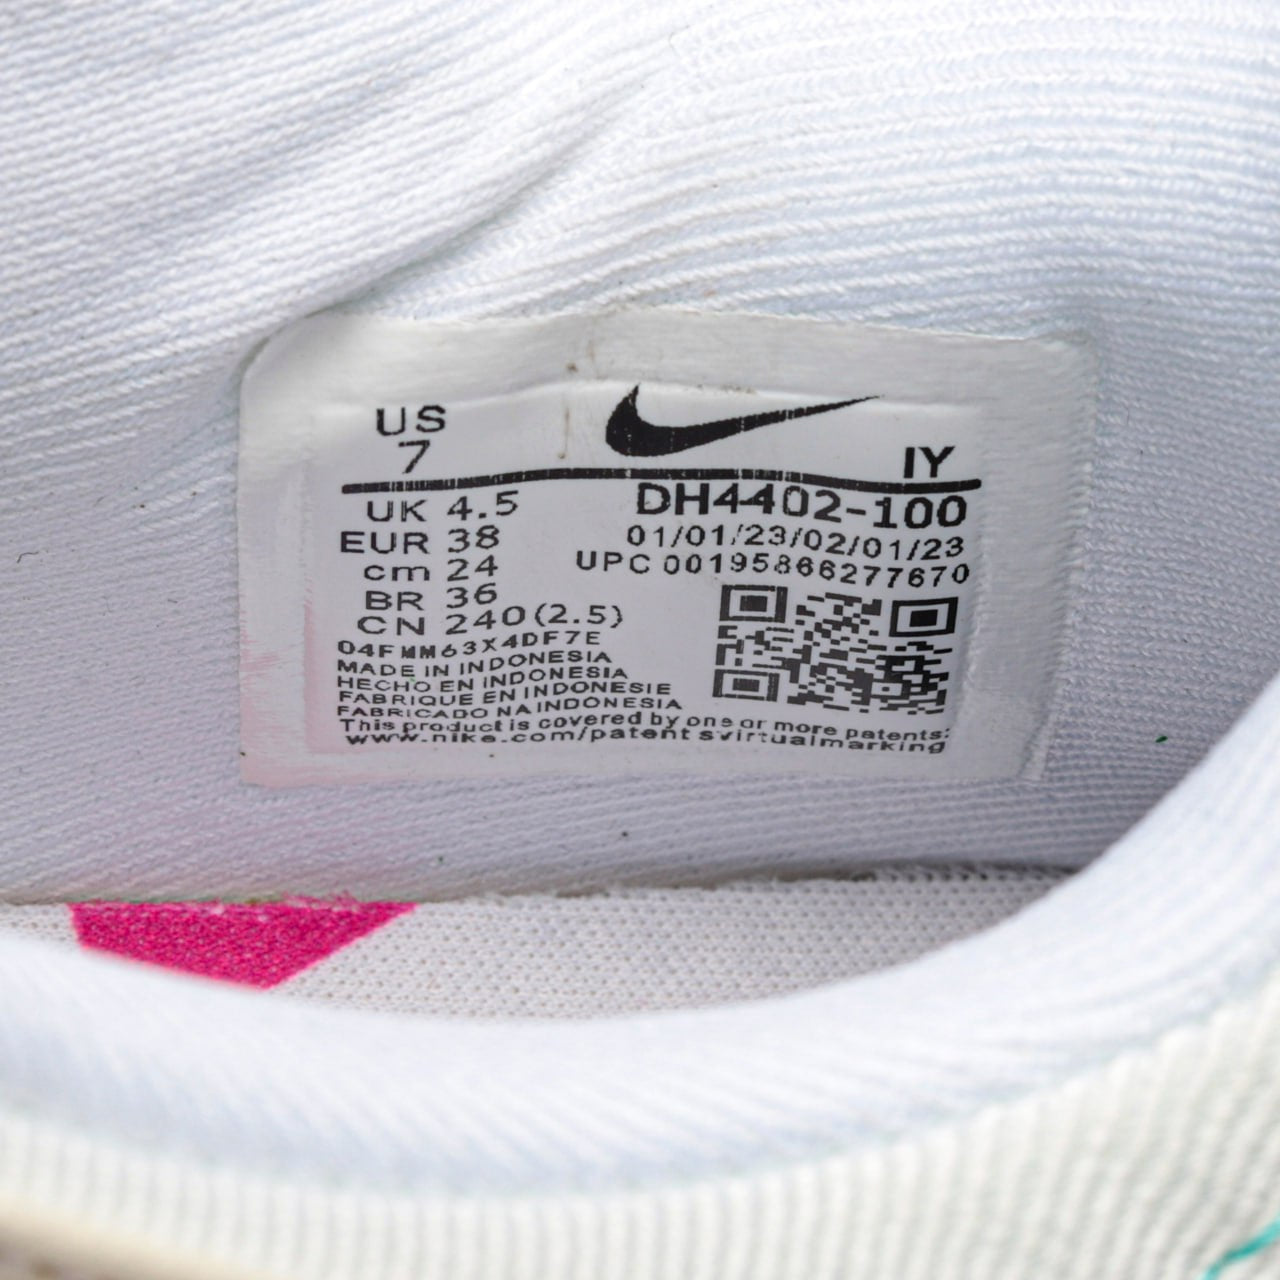 US
7
IY
UK 4.5
DH4402-100
EUR 38
01/01/23/02/01/23
cm 24
UPC 00195866277670
BR 36
CN 240(2.5)
04FMM63X4DF7E
MADE IN INDONESIA
HECHO EN INDONESIA
FABRIQUE EN INDONESIE
FABRICADO NA INDONESIA
This product is covered by one or more patents:
www.nike.com/patentsvirtualmarking